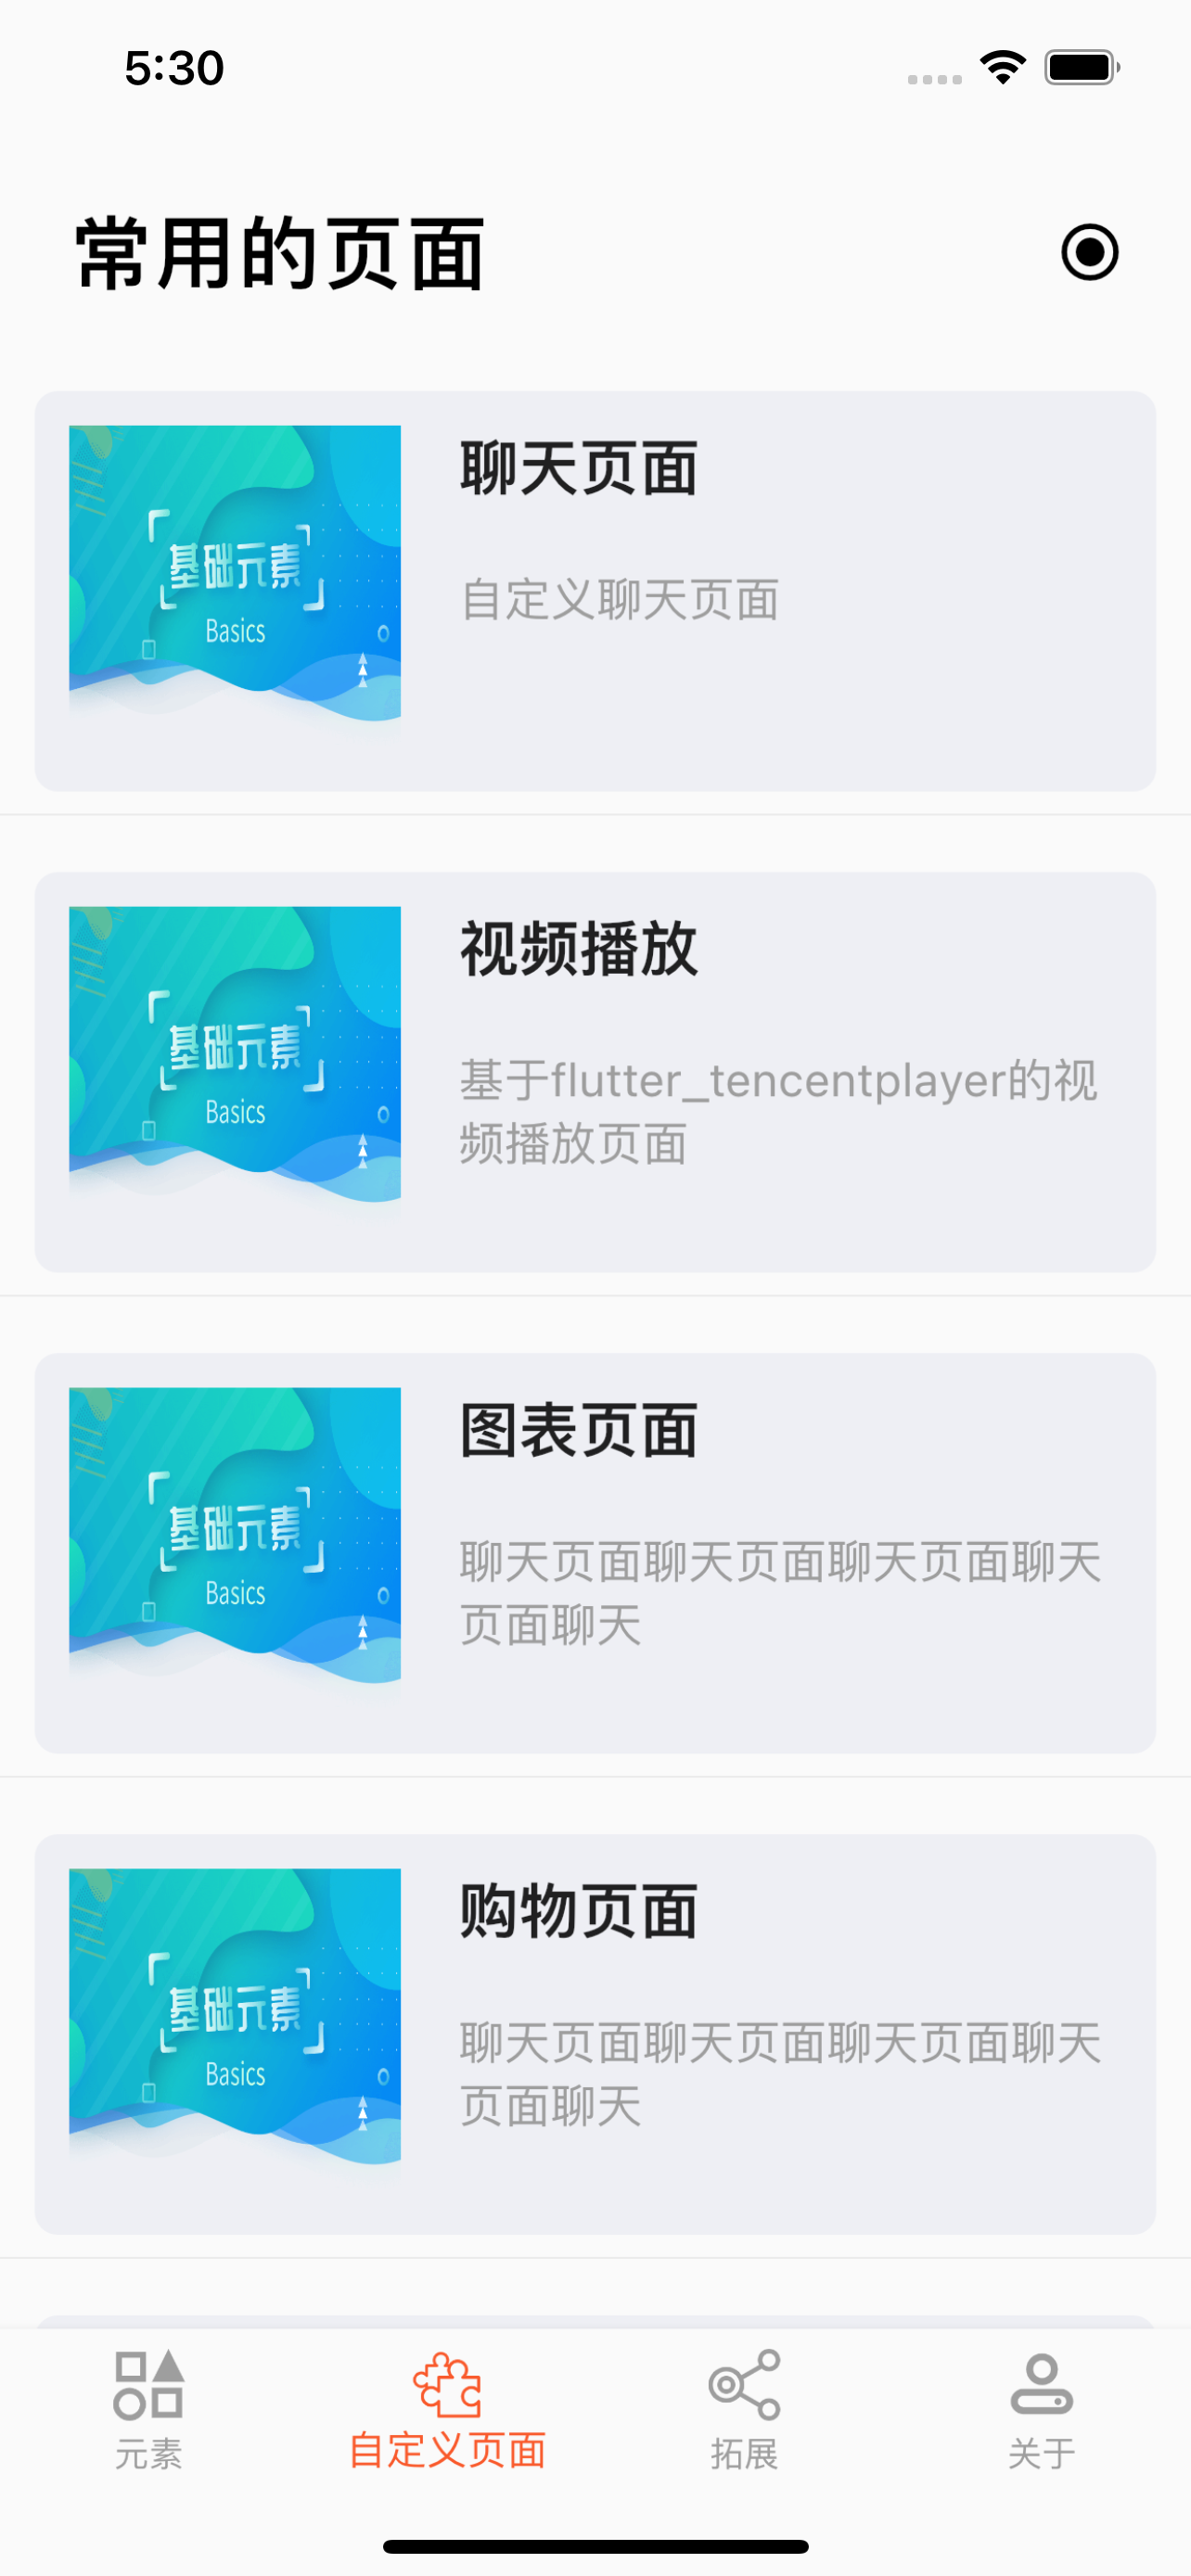 5:30
常用的页面
基础元素
Basics
聊天页面
自定义聊天页面
基础元素
Basics
视频播放
基于flutter_tencentplayer的视
频播放页面
基础元素
Basics
图表页面
聊天页面聊天页面聊天页面聊天
页面聊天
基础元素
Basics
购物页面
聊天页面聊天页面聊天页面聊天
页面聊天
元素
自定义页面
拓展
关于